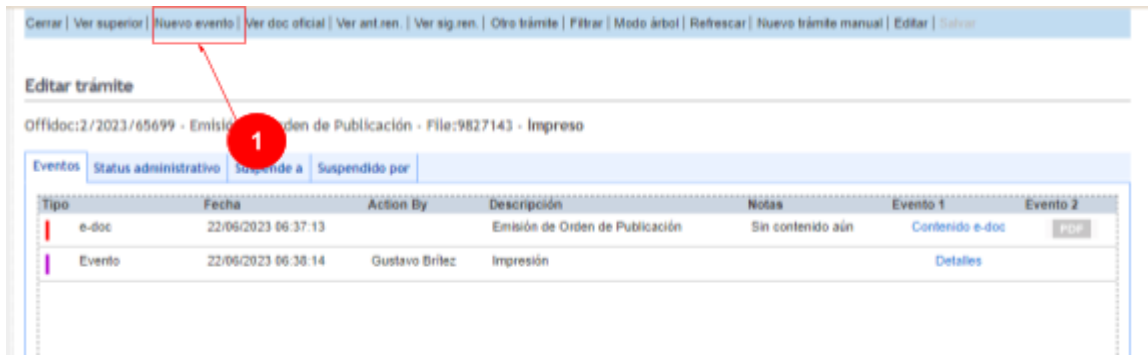 Cerrar | Ver superior | Nuevo evento | Ver doc oficial | Ver ant.ren. | Ver sig.ren. | Otro trámite | Filtrar | Modo árbol | Refrescar | Nuevo trámite manual | Editar | Salvar
Editar trámite
Offidoc:2/2023/65699 - Emisió rden de Publicación - File:9827143 - Impreso
1
Eventos Status administrativo Suspende a Suspendido por
Tipo Fecha Action By Descripción Notas Evento 1 Evento 2
e-doc 22/06/2023 06:37:13 Emisión de Orden de Publicación Sin contenido aún Contenido e-doc PDF
Evento 22/06/2023 06:38:14 Gustavo Brítez Impresión Detalles